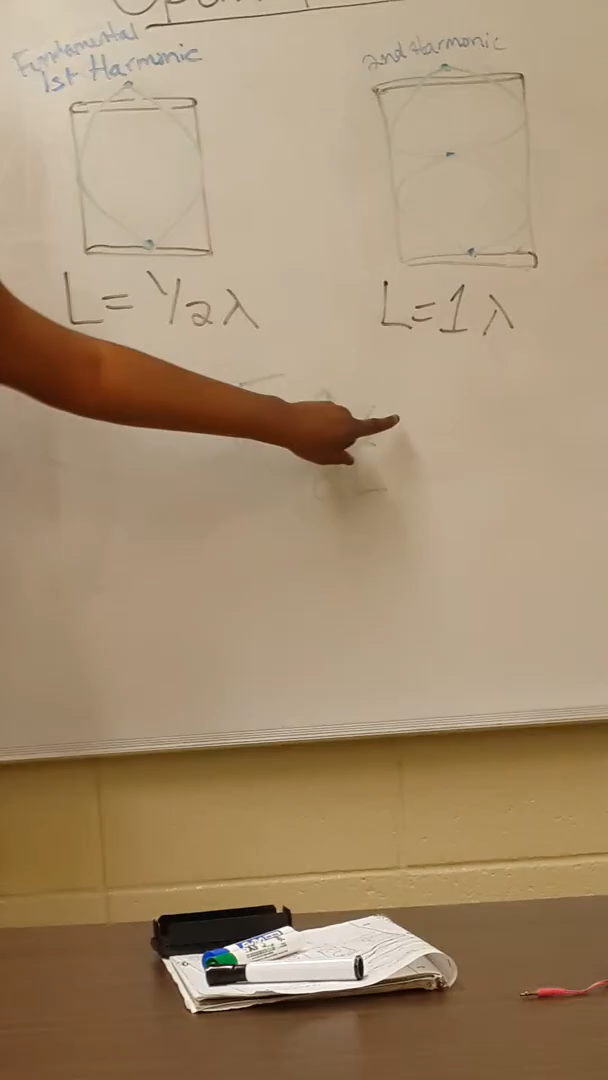 Fundamental
1st Harmonic
2nd Harmonic
L = 1/2 λ
L = 1 λ